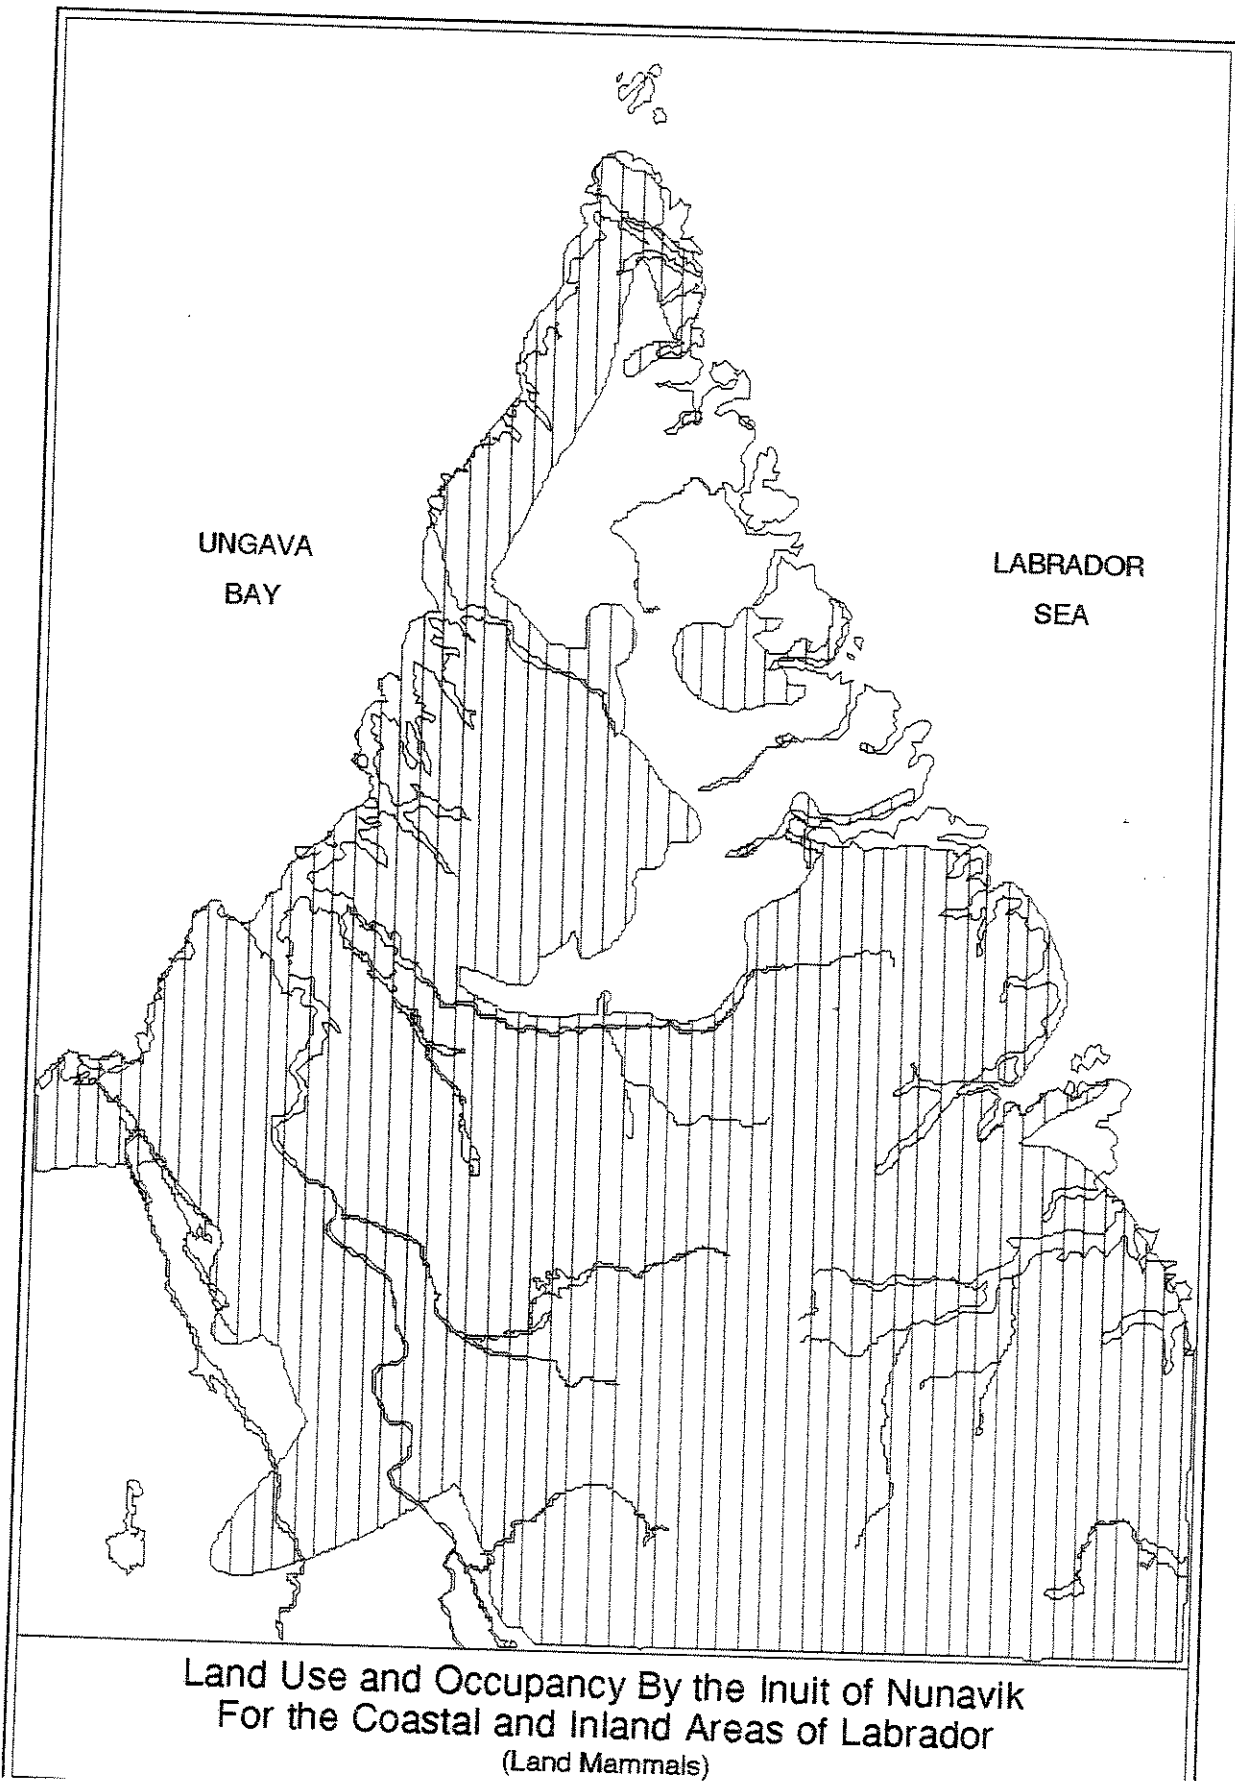 UNGAVA
BAY
LABRADOR
SEA
Land Use and Occupancy By the Inuit of Nunavik
For the Coastal and Inland Areas of Labrador
(Land Mammals)